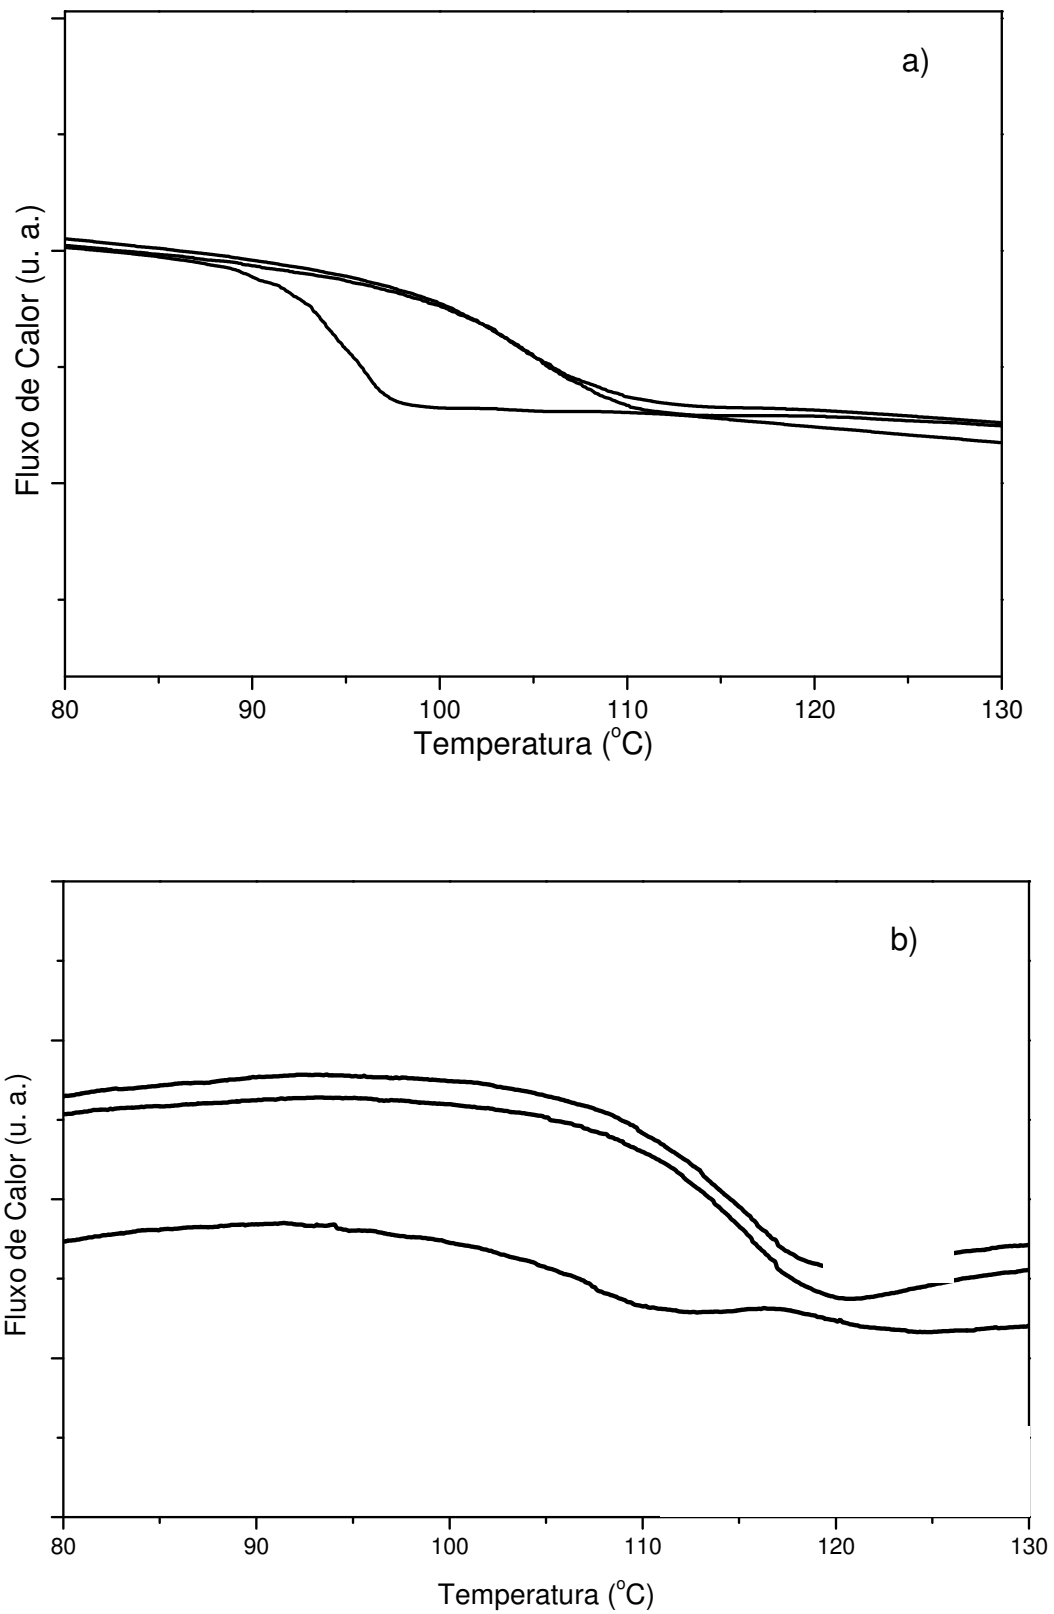 a)
Fluxo de Calor (u. a.)
80 90 100 110 120 130
Temperatura (°C)
b)
Fluxo de Calor (u. a.)
80 90 100 110 120 130
Temperatura (°C)